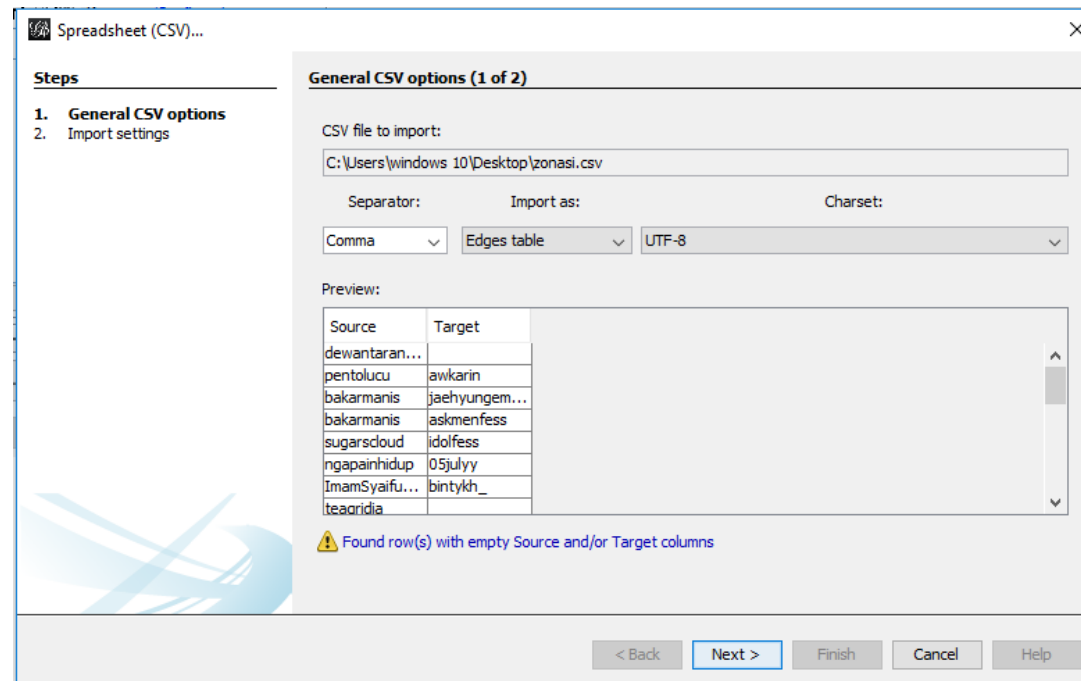 Spreadsheet (CSV)...
Steps
1. General CSV options
2. Import settings
General CSV options (1 of 2)
CSV file to import:
C:\Users\windows 10\Desktop\zonasi.csv
Separator: Import as: Charset:
Comma Edges table UTF-8
Preview:
Source Target
dewantaran...
pentolucu awkarin
bakarmanis jaehyungem...
bakarmanis askmenfess
sugarscloud idolfess
ngapainhidup 05julyy
ImamSyaifu... bintykh_
teagridia
Found row(s) with empty Source and/or Target columns
< Back Next > Finish Cancel Help